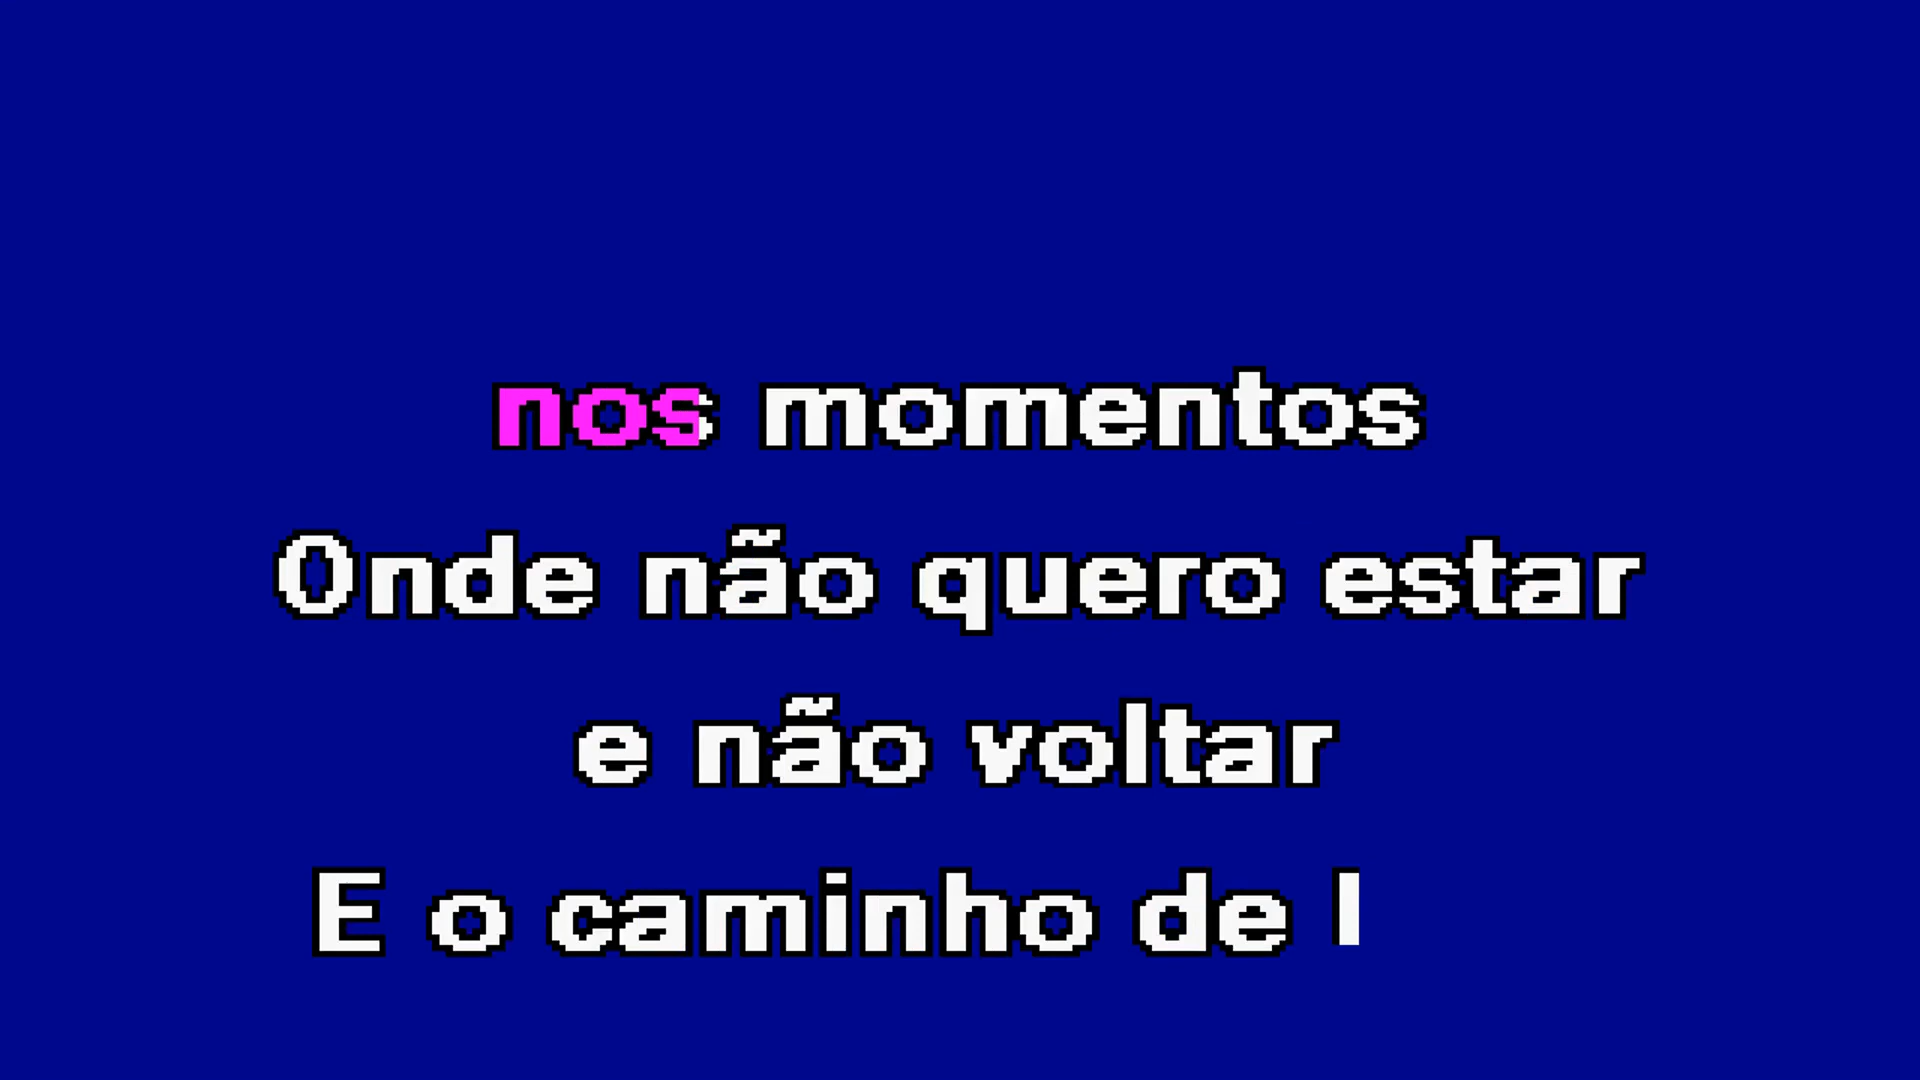 nos momentos
Onde não quero estar
e não voltar
E o caminho de